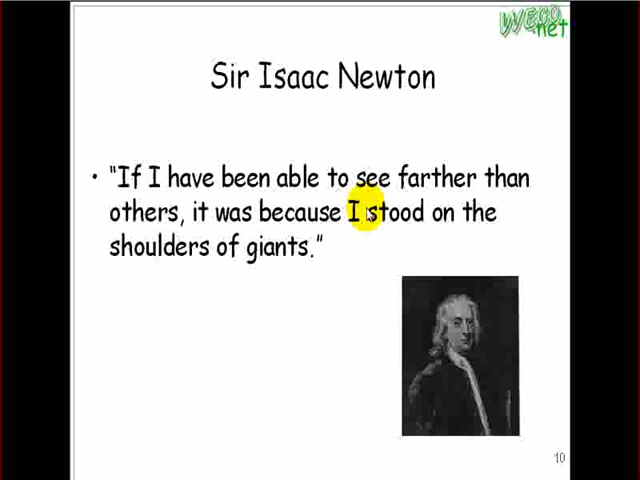 WECO
.net
Sir Isaac Newton
• "If I have been able to see farther than
others, it was because I stood on the
shoulders of giants."
10